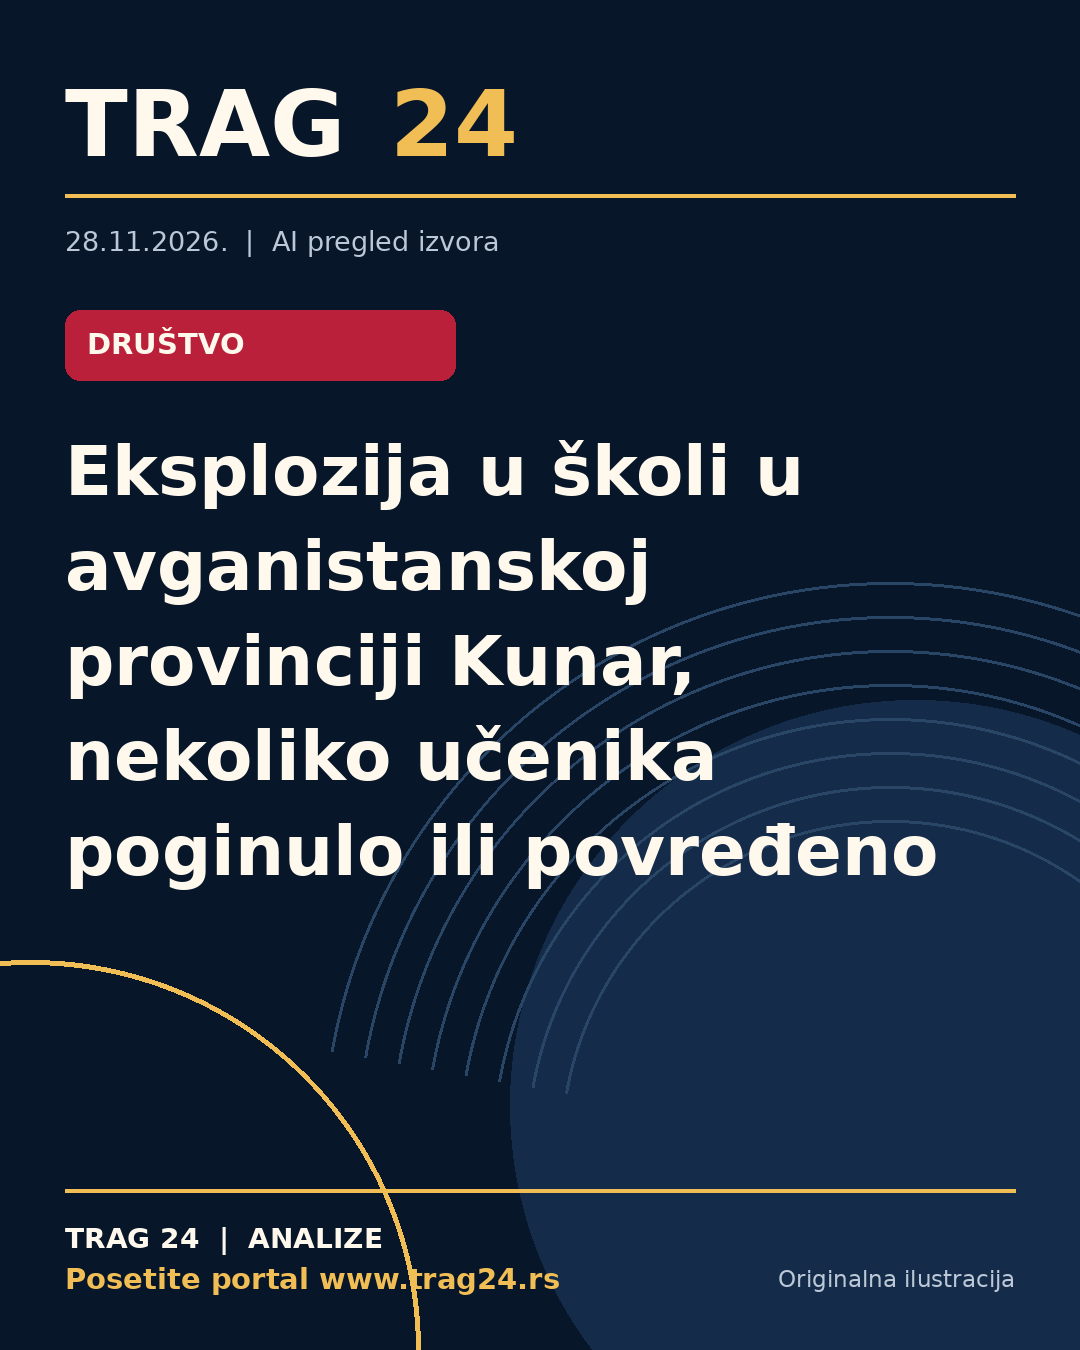 TRAG 24
28.11.2026. | AI pregled izvora
DRUŠTVO
Eksplozija u školi u
avganistanskoj
provinciji Kunar,
nekoliko učenika
poginulo ili povređeno
TRAG 24 | ANALIZE
Posetite portal www.trag24.rs
Originalna ilustracija